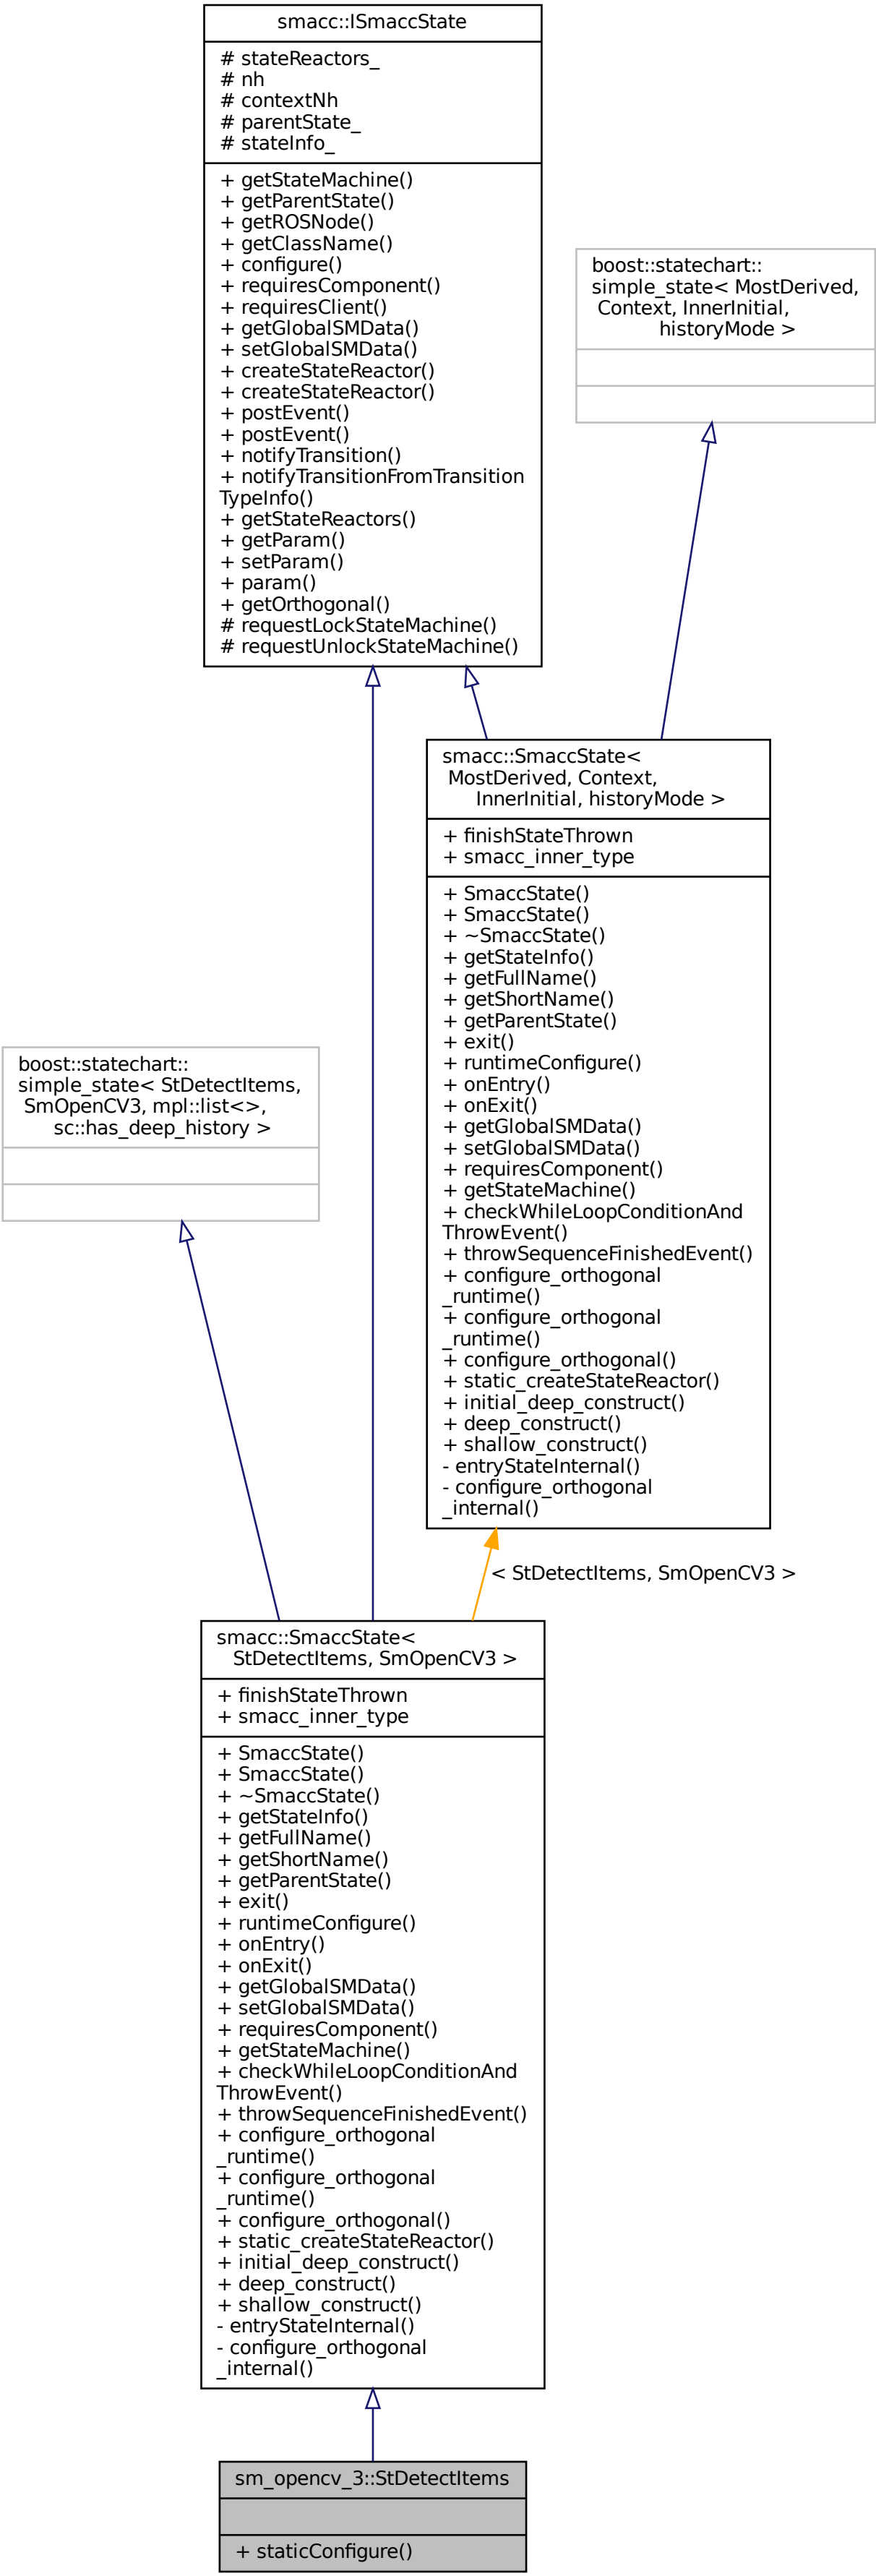 smacc::ISmaccState
# stateReactors_
# nh
# contextNh
# parentState_
# stateInfo_
+ getStateMachine()
+ getParentState()
+ getROSNode()
+ getClassName()
+ configure()
+ requiresComponent()
+ requiresClient()
+ getGlobalSMData()
+ setGlobalSMData()
+ createStateReactor()
+ createStateReactor()
+ postEvent()
+ postEvent()
+ notifyTransition()
+ notifyTransitionFromTransition
TypeInfo()
+ getStateReactors()
+ getParam()
+ setParam()
+ param()
+ getOrthogonal()
# requestLockStateMachine()
# requestUnlockStateMachine()
boost::statechart::
simple_state< MostDerived,
Context, InnerInitial,
historyMode >
smacc::SmaccState<
MostDerived, Context,
InnerInitial, historyMode >
+ finishStateThrown
+ smacc_inner_type
+ SmaccState()
+ SmaccState()
+ ~SmaccState()
+ getStateInfo()
+ getFullName()
+ getShortName()
+ getParentState()
+ exit()
+ runtimeConfigure()
+ onEntry()
+ onExit()
+ getGlobalSMData()
+ setGlobalSMData()
+ requiresComponent()
+ getStateMachine()
+ checkWhileLoopConditionAnd
ThrowEvent()
+ throwSequenceFinishedEvent()
+ configure_orthogonal
_runtime()
+ configure_orthogonal
_runtime()
+ configure_orthogonal()
+ static_createStateReactor()
+ initial_deep_construct()
+ deep_construct()
+ shallow_construct()
- entryStateInternal()
- configure_orthogonal
_internal()
boost::statechart::
simple_state< StDetectItems,
SmOpenCV3, mpl::list<>,
sc::has_deep_history >
< StDetectItems, SmOpenCV3 >
smacc::SmaccState<
StDetectItems, SmOpenCV3 >
+ finishStateThrown
+ smacc_inner_type
+ SmaccState()
+ SmaccState()
+ ~SmaccState()
+ getStateInfo()
+ getFullName()
+ getShortName()
+ getParentState()
+ exit()
+ runtimeConfigure()
+ onEntry()
+ onExit()
+ getGlobalSMData()
+ setGlobalSMData()
+ requiresComponent()
+ getStateMachine()
+ checkWhileLoopConditionAnd
ThrowEvent()
+ throwSequenceFinishedEvent()
+ configure_orthogonal
_runtime()
+ configure_orthogonal
_runtime()
+ configure_orthogonal()
+ static_createStateReactor()
+ initial_deep_construct()
+ deep_construct()
+ shallow_construct()
- entryStateInternal()
- configure_orthogonal
_internal()
sm_opencv_3::StDetectItems
+ staticConfigure()